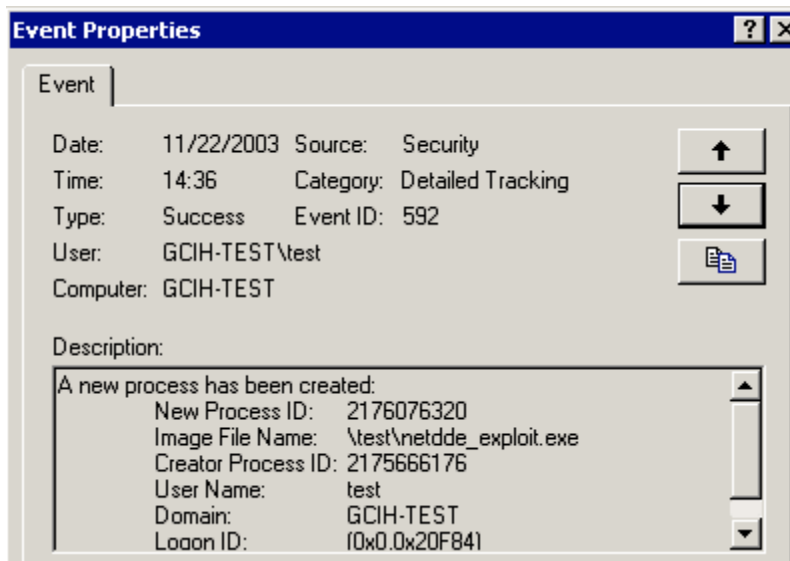 Event Properties
Event
Date: 11/22/2003 Source: Security
Time: 14:36 Category: Detailed Tracking
Type: Success Event ID: 592
User: GCIH-TEST\test
Computer: GCIH-TEST
Description:
A new process has been created:
New Process ID: 2176076320
Image File Name: \test\netdde_exploit.exe
Creator Process ID: 2175666176
User Name: test
Domain: GCIH-TEST
Logon ID: (0x0,0x20F84)